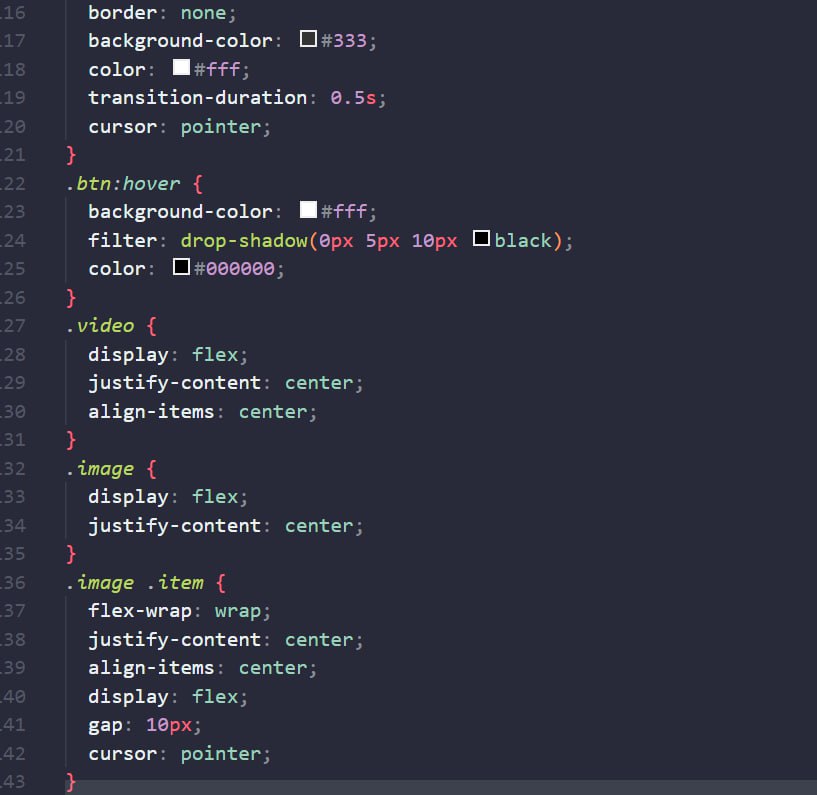 16 border: none;
17 background-color: #333;
18 color: #fff;
19 transition-duration: 0.5s;
20 cursor: pointer;
21 }
22 .btn:hover {
23 background-color: #fff;
24 filter: drop-shadow(0px 5px 10px black);
25 color: #000000;
26 }
27 .video {
28 display: flex;
29 justify-content: center;
30 align-items: center;
31 }
32 .image {
33 display: flex;
34 justify-content: center;
35 }
36 .image .item {
37 flex-wrap: wrap;
38 justify-content: center;
39 align-items: center;
40 display: flex;
41 gap: 10px;
42 cursor: pointer;
43 }